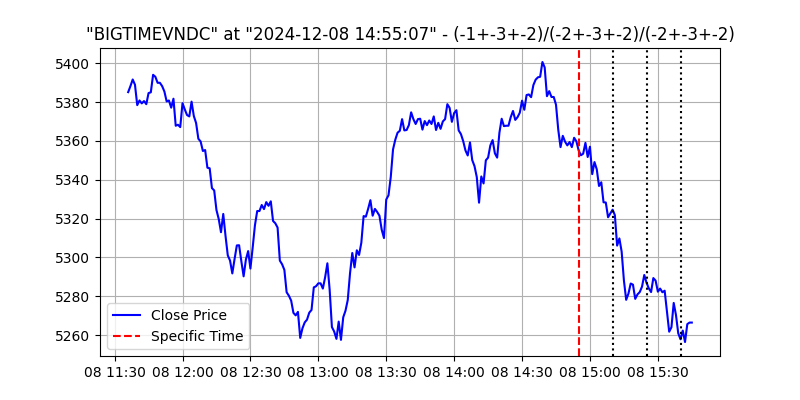 "BIGTIMEVNDC" at "2024-12-08 14:55:07" - (-1+-3+-2)/(-2+-3+-2)/(-2+-3+-2)
5400
5380
5360
5340
5320
5300
5280
5260
Close Price
Specific Time
08 11:30 08 12:00 08 12:30 08 13:00 08 13:30 08 14:00 08 14:30 08 15:00 08 15:30